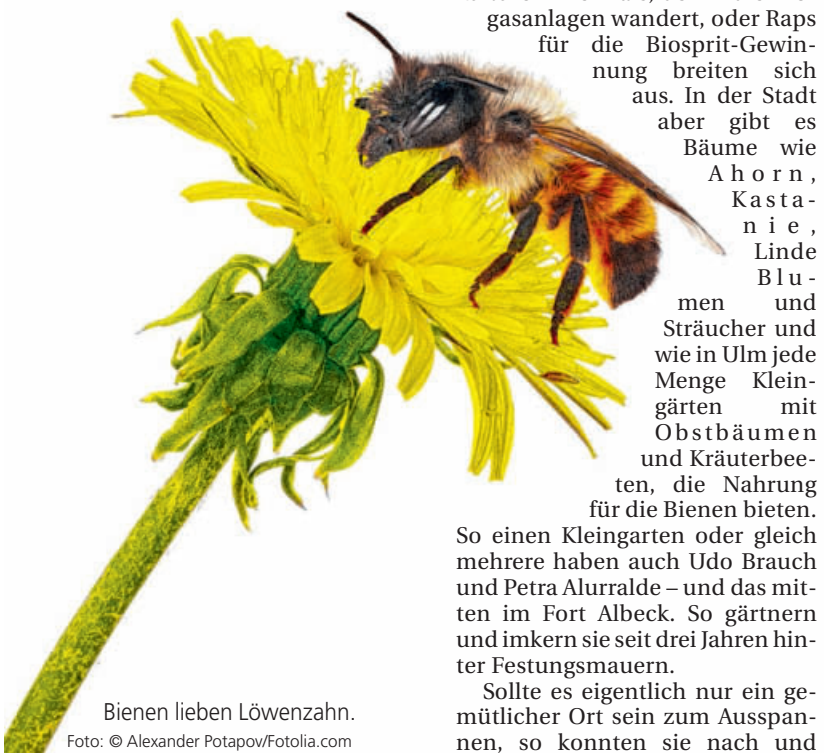 gasanlagen wandert, oder Raps
für die Biosprit-Gewin-
nung breiten sich
aus. In der Stadt
aber gibt es
Bäume wie
Ahorn,
Kasta-
nie,
Linde
Blu-
men und
Sträucher und
wie in Ulm jede
Menge Klein-
gärten mit
Obstbäumen
und Kräuterbee-
ten, die Nahrung
für die Bienen bieten.
So einen Kleingarten oder gleich
mehrere haben auch Udo Brauch
und Petra Alurralde – und das mit-
ten im Fort Albeck. So gärtnern
und imkern sie seit drei Jahren hin-
ter Festungsmauern.
Sollte es eigentlich nur ein ge-
mütlicher Ort sein zum Ausspan-
nen, so konnten sie nach und
Bienen lieben Löwenzahn.
Foto: © Alexander Potapov/Fotolia.com